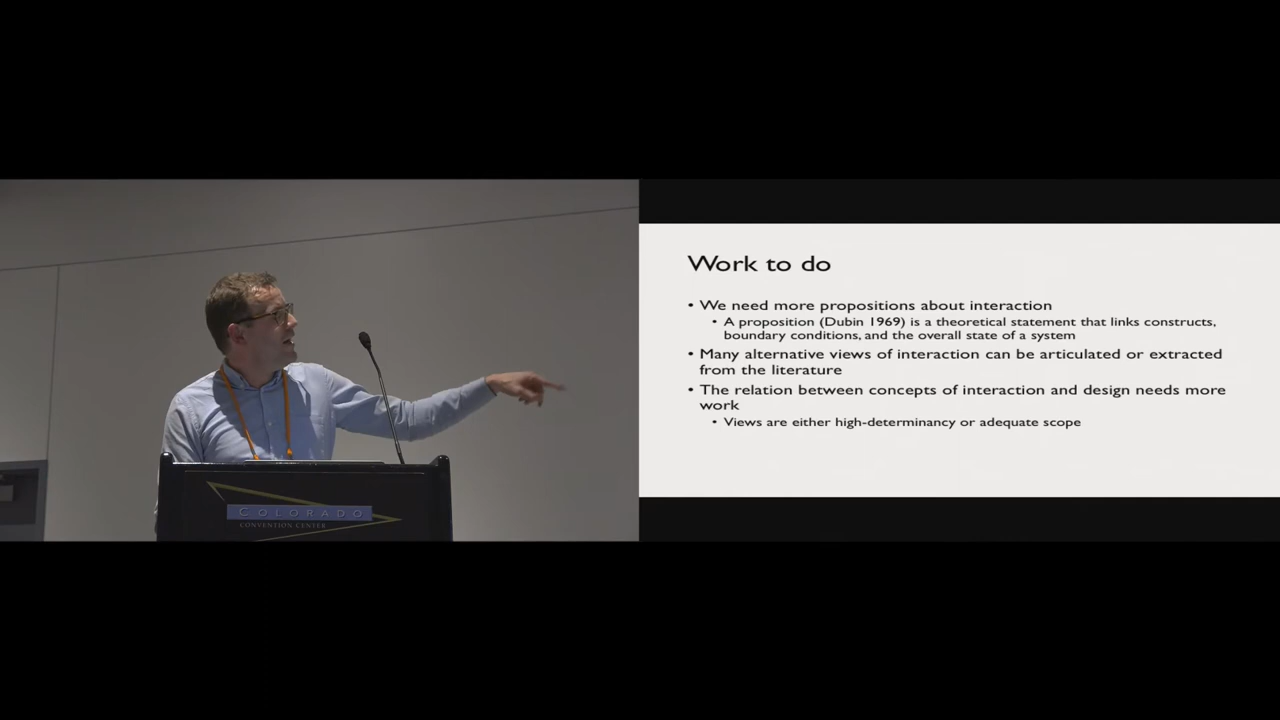 COLORADO
CONVENTION CENTER
Work to do
• We need more propositions about interaction
• A proposition (Dubin 1969) is a theoretical statement that links constructs,
boundary conditions, and the overall state of a system
• Many alternative views of interaction can be articulated or extracted
from the literature
• The relation between concepts of interaction and design needs more
work
• Views are either high-determinancy or adequate scope